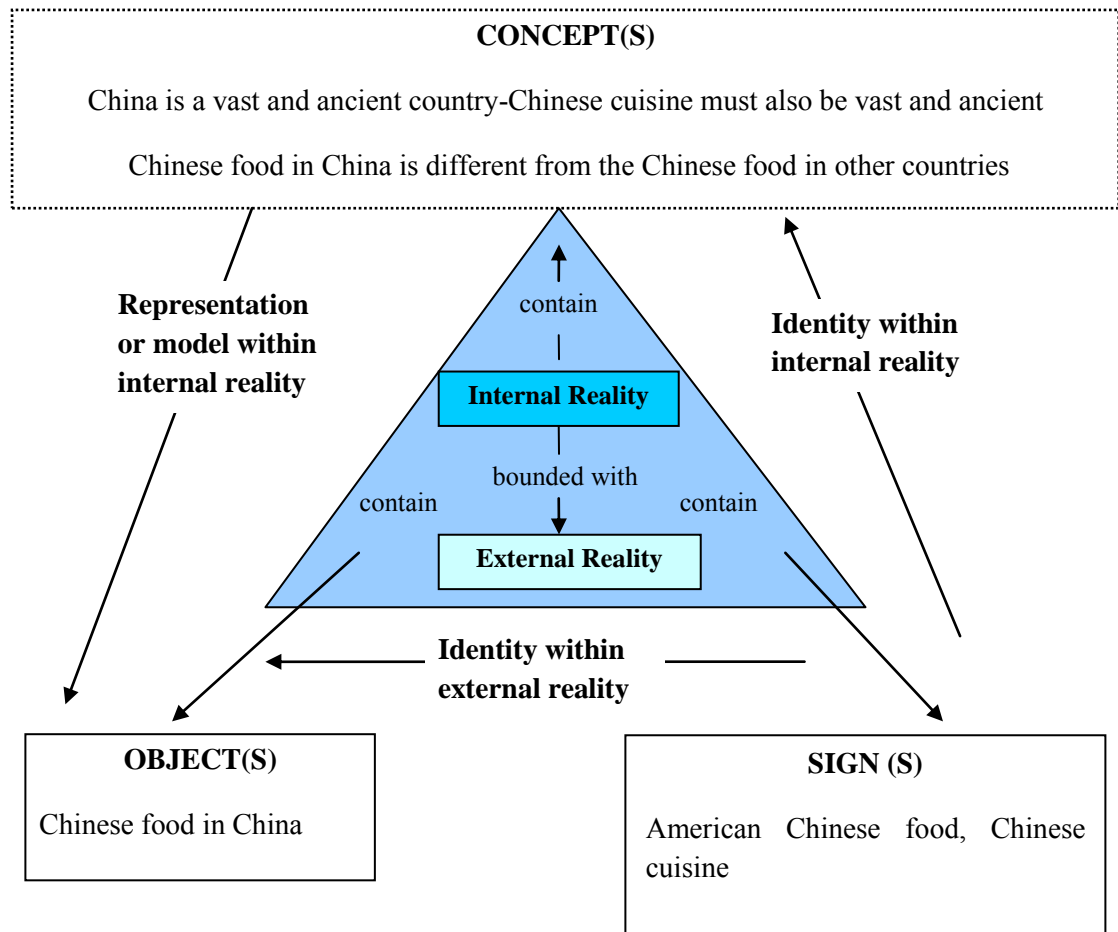 CONCEPT(S)
China is a vast and ancient country-Chinese cuisine must also be vast and ancient
Chinese food in China is different from the Chinese food in other countries
Representation
or model within
internal reality
contain
Identity within
internal reality
Internal Reality
bounded with
contain
contain
External Reality
Identity within
external reality
OBJECT(S)
Chinese food in China
SIGN (S)
American Chinese food, Chinese
cuisine